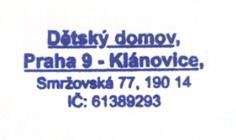 Dětský domov,
Praha 9 - Klánovice,
Smržovská 77, 190 14
IČ: 61389293